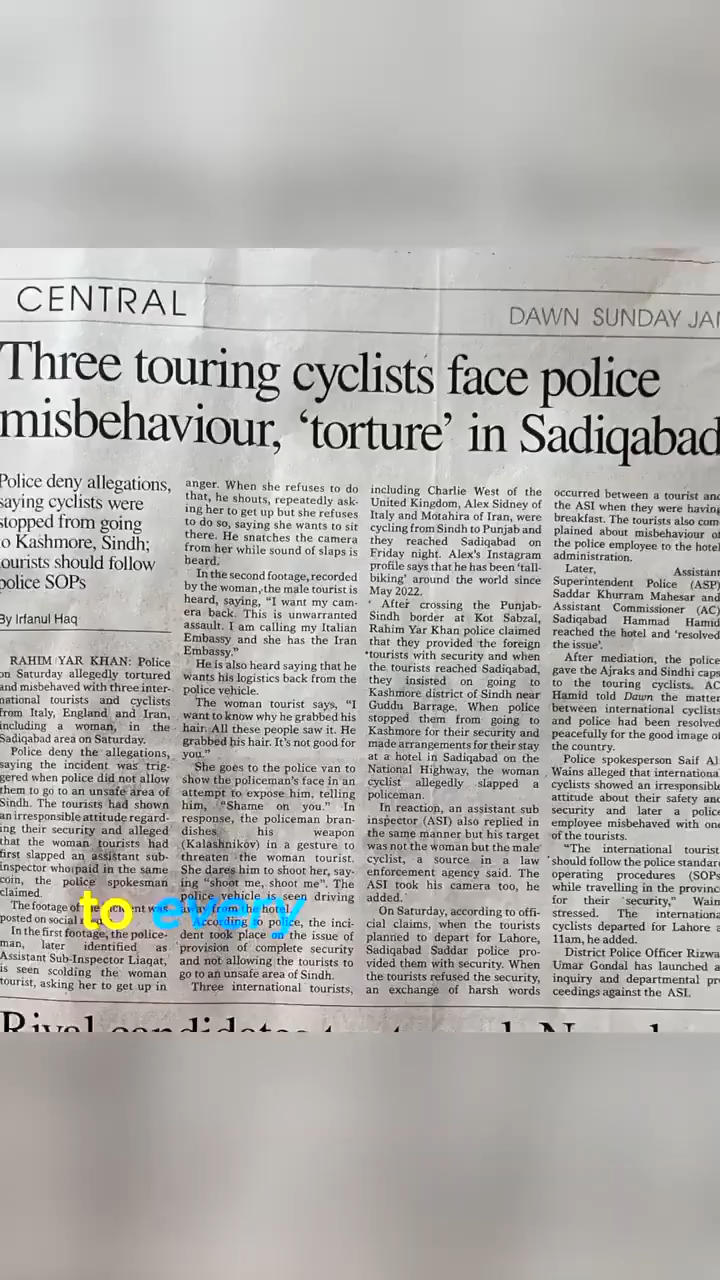 CENTRAL
DAWN SUNDAY JA
Three touring cyclists face police
misbehaviour, ‘torture’ in Sadiqabad
Police deny allegations,
saying cyclists were
stopped from going
o Kashmore, Sindh;
ourists should follow
police SOPs
By Irfanul Haq
RAHIM YAR KHAN: Police
on Saturday allegedly tortured
and misbehaved with three inter-
national tourists and cyclists
from Italy, England and Iran,
including a woman, in the
Sadiqabad area on Saturday.
Police deny the allegations,
saying the incident was trig-
gered when police did not allow
them to go to an unsafe area of
Sindh. The tourists had shown
an irresponsible attitude regard-
ing their security and alleged
that the woman tourists had
first slapped an assistant sub-
inspector who paid in the same
coin, the police spokesman
claimed.
The footage of
posted on social
In the first footage, the police-
man, later identified as
Assistant Sub-Inspector Liaqat,
is seen scolding the woman
tourist, asking her to get up in
anger. When she refuses to do
that, he shouts, repeatedly ask-
ing her to get up but she refuses
to do so, saying she wants to sit
there. He snatches the camera
from her while sound of slaps is
heard.
In the second footage, recorded
by the woman, the male tourist is
heard, saying, “I want my cam-
era back. This is unwarranted
assault. I am calling my Italian
Embassy and she has the Iran
Embassy.”
He is also heard saying that he
wants his logistics back from the
police vehicle.
The woman tourist says, “I
want to know why he grabbed his
hair. All these people saw it. He
grabbed his hair. It’s not good for
you.”
She goes to the police van to
show the policeman’s face in an
attempt to expose him, telling
him, “Shame on you.” In
response, the policeman bran-
dishes his weapon
(Kalashnikov) in a gesture to
threaten the woman tourist.
She dares him to shoot her, say-
ing “shoot me, shoot me”. The
police vehicle is seen driving
away from the hotel.
According to police, the inci-
dent took place on the issue of
provision of complete security
and not allowing the tourists to
go to an unsafe area of Sindh.
Three international tourists,
including Charlie West of the
United Kingdom, Alex Sidney of
Italy and Motahira of Iran, were
cycling from Sindh to Punjab and
they reached Sadiqabad on
Friday night. Alex’s Instagram
profile says that he has been ‘tall-
biking’ around the world since
May 2022.
After crossing the Punjab-
Sindh border at Kot Sabzal,
Rahim Yar Khan police claimed
that they provided the foreign
tourists with security and when
the tourists reached Sadiqabad,
they insisted on going to
Kashmore district of Sindh near
Guddu Barrage. When police
stopped them from going to
Kashmore for their security and
made arrangements for their stay
at a hotel in Sadiqabad on the
National Highway, the woman
cyclist allegedly slapped a
policeman.
In reaction, an assistant sub
inspector (ASI) also replied in
the same manner but his target
was not the woman but the male
cyclist, a source in a law
enforcement agency said. The
ASI took his camera too, he
added.
On Saturday, according to offi-
cial claims, when the tourists
planned to depart for Lahore,
Sadiqabad Saddar police pro-
vided them with security. When
the tourists refused the security,
an exchange of harsh words
occurred between a tourist and
the ASI when they were having
breakfast. The tourists also com
plained about misbehaviour of
the police employee to the hotel
administration.
Later, Assistant
Superintendent Police (ASP)
Saddar Khurram Mahesar and
Assistant Commissioner (AC)
Sadiqabad Hammad Hamid
reached the hotel and ‘resolved
the issue’.
After mediation, the police
gave the Ajraks and Sindhi caps
to the touring cyclists. AC
Hamid told Dawn the matter
between international cyclists
and police had been resolved
peacefully for the good image of
the country.
Police spokesperson Saif Al
Wains alleged that internationa
cyclists showed an irresponsible
attitude about their safety and
security and later a police
employee misbehaved with one
of the tourists.
“The international tourist
should follow the police standard
operating procedures (SOPs
while travelling in the provinc
for their security,” Wain
stressed. The internationa
cyclists departed for Lahore a
11am, he added.
District Police Officer Rizwa
Umar Gondal has launched a
inquiry and departmental pr
ceedings against the ASI.
to every